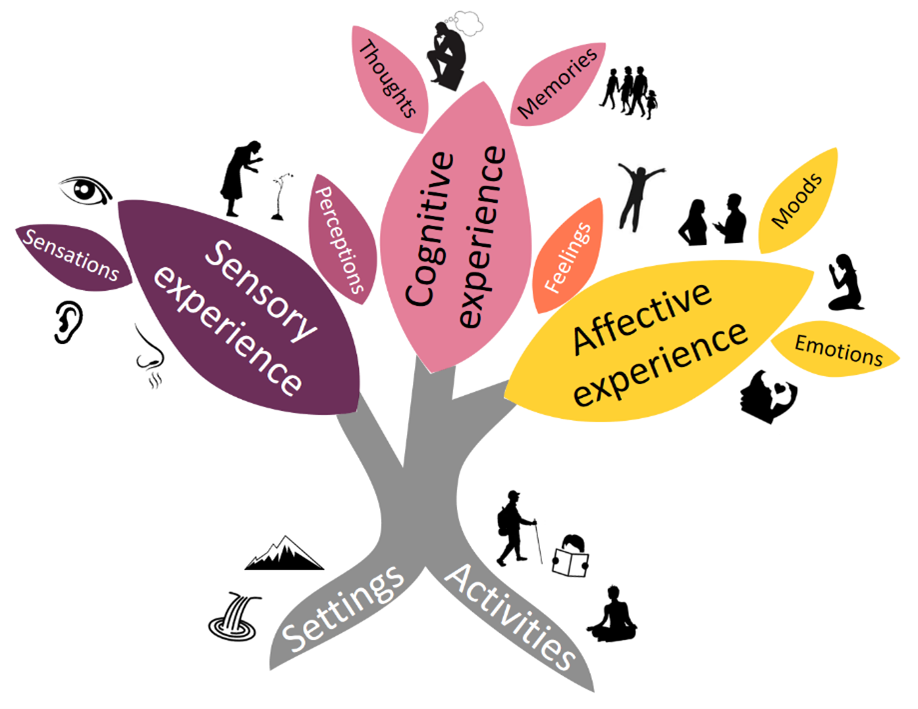 Thoughts
Memories
Cognitive
experience
Perceptions
Feelings
Moods
Sensations
Sensory
experience
Affective
experience
Emotions
Settings
Activities